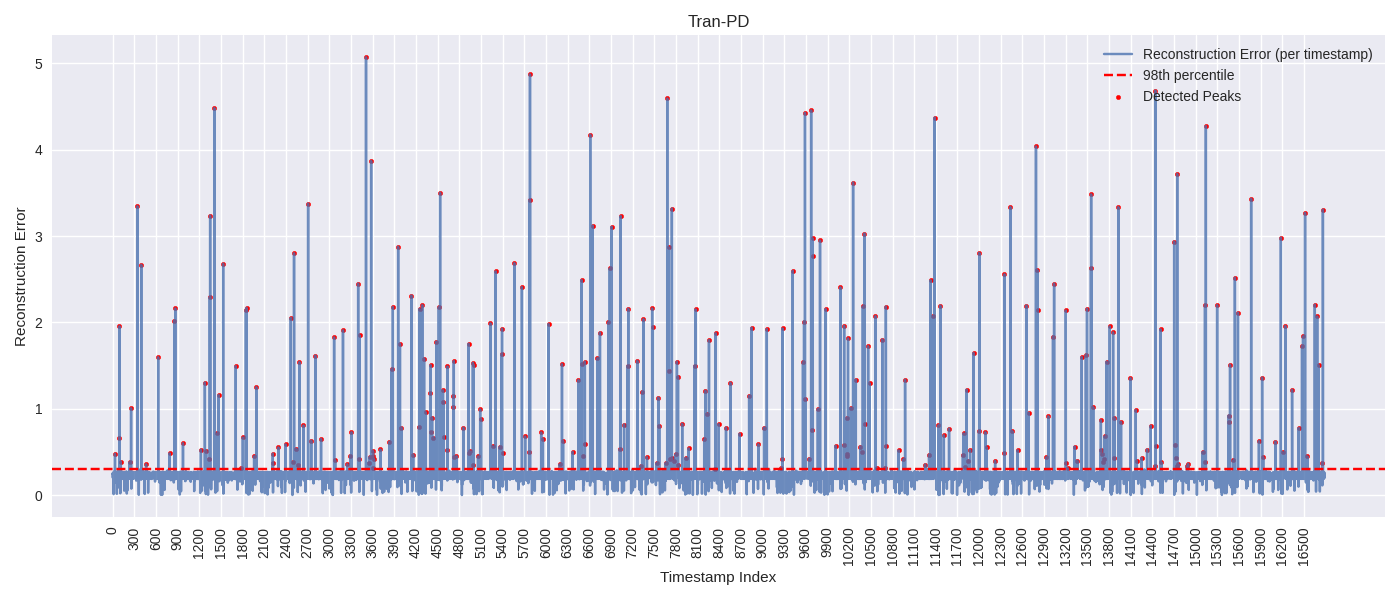 Tran-PD
Reconstruction Error (per timestamp)
98th percentile
Detected Peaks
Reconstruction Error
5
4
3
2
1
0
0 300 600 900 1200 1500 1800 2100 2400 2700 3000 3300 3600 3900 4200 4500 4800 5100 5400 5700 6000 6300 6600 6900 7200 7500 7800 8100 8400 8700 9000 9300 9600 9900 10200 10500 10800 11100 11400 11700 12000 12300 12600 12900 13200 13500 13800 14100 14400 14700 15000 15300 15600 15900 16200 16500
Timestamp Index